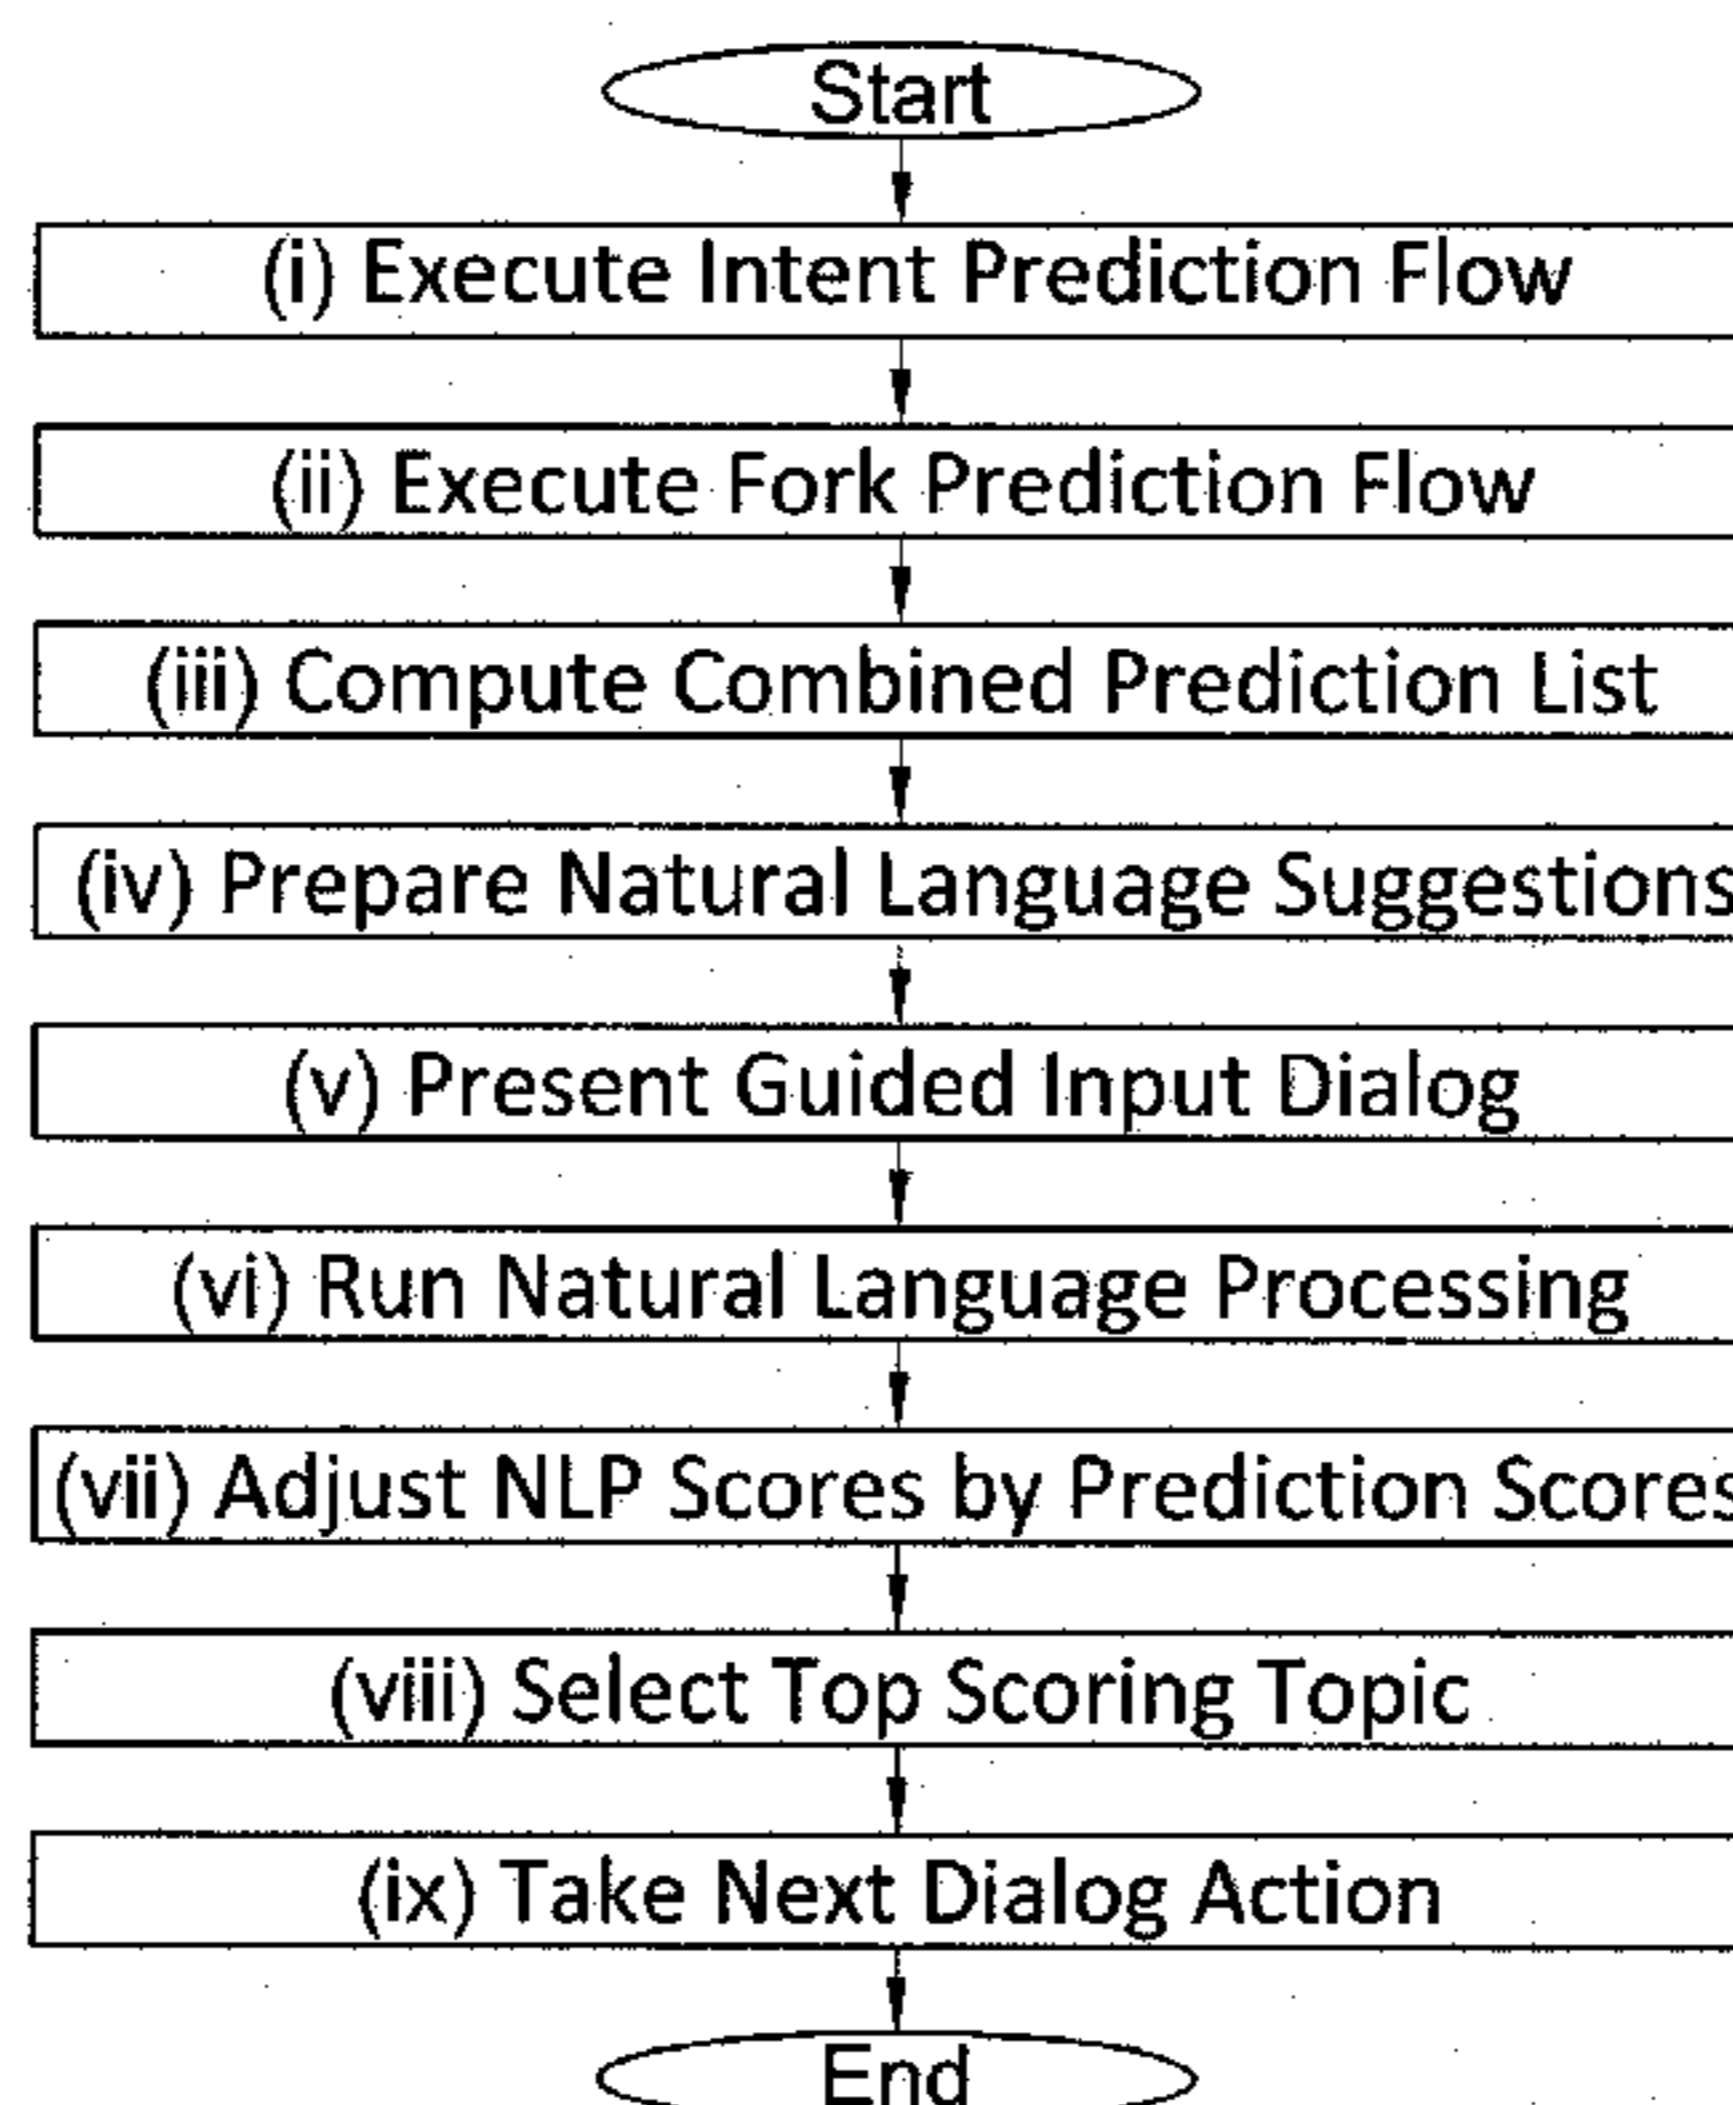 Start
(i) Execute Intent Prediction Flow
(ii) Execute Fork Prediction Flow
(iii) Compute Combined Prediction List
(iv) Prepare Natural Language Suggestions
(v) Present Guided Input Dialog
(vi) Run Natural Language Processing
(vii) Adjust NLP Scores by Prediction Scores
(viii) Select Top Scoring Topic
(ix) Take Next Dialog Action
End